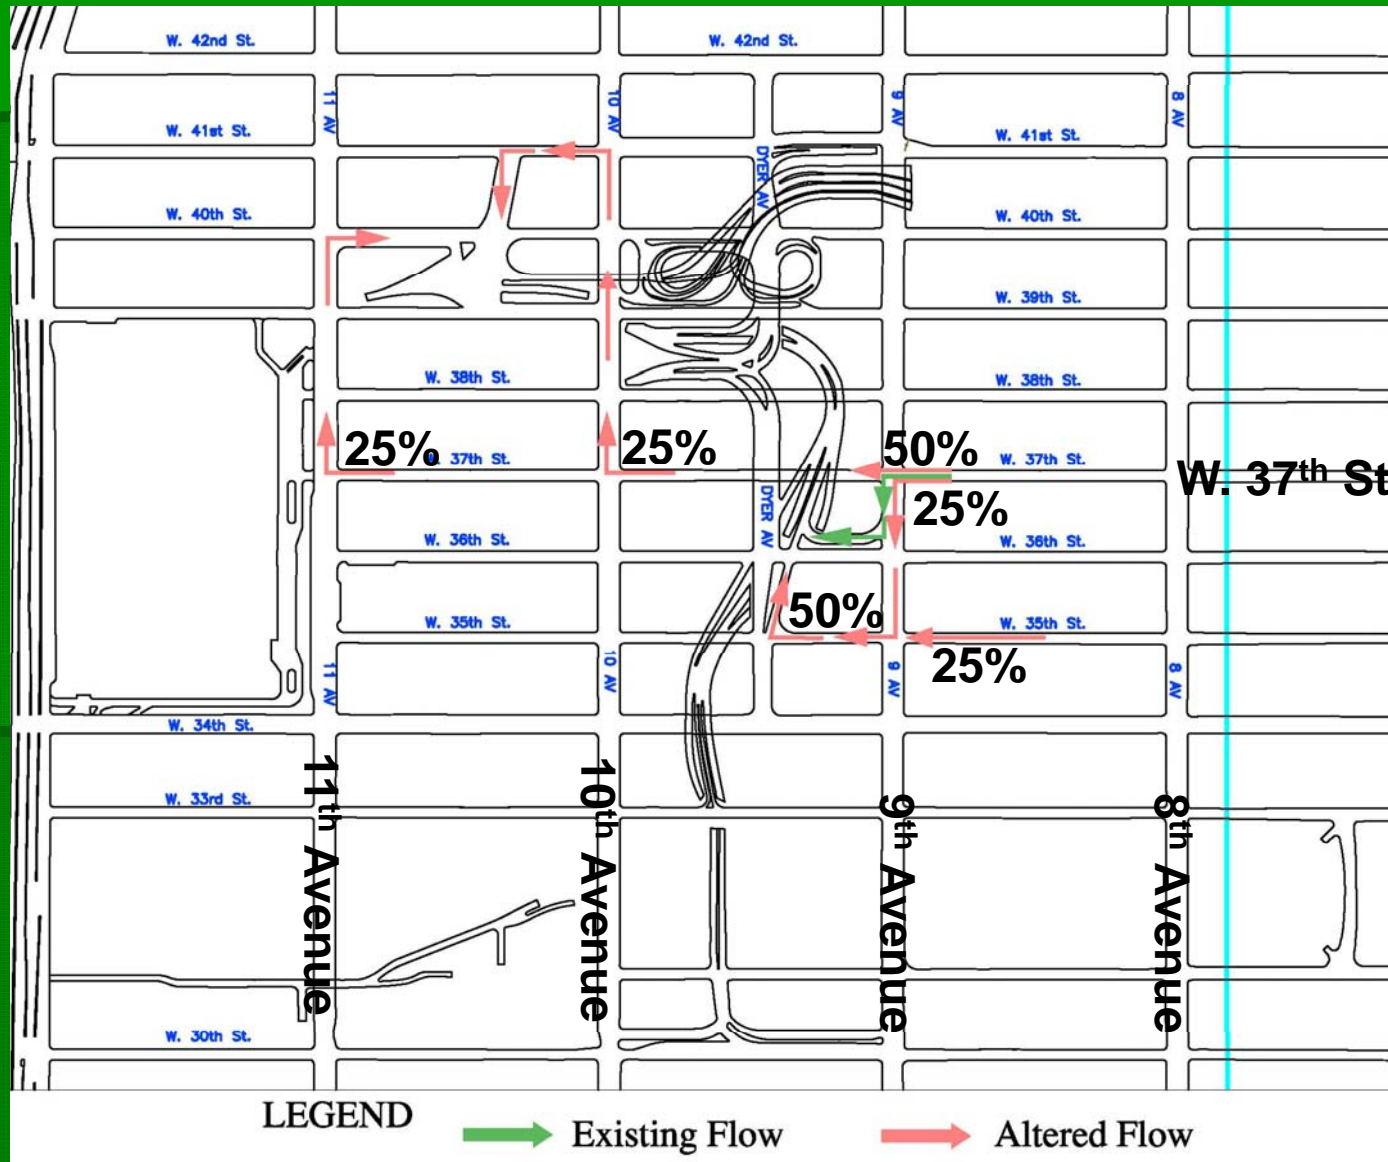 W. 42nd St.
W. 42nd St.
11 AV
10 AV
9 AV
8 AV
W. 41st St.
W. 41st St.
DYER AV
W. 40th St.
W. 40th St.
W. 39th St.
W. 38th St.
W. 38th St.
25%
W. 37th St.
25%
50%
W. 37th St.
W. 37th St
25%
DYER AV
W. 36th St.
W. 36th St.
50%
W. 35th St.
W. 35th St.
25%
11 AV
10 AV
9 AV
8 AV
W. 34th St.
W. 33rd St.
11th Avenue
10th Avenue
9th Avenue
8th Avenue
W. 30th St.
LEGEND
Existing Flow
Altered Flow